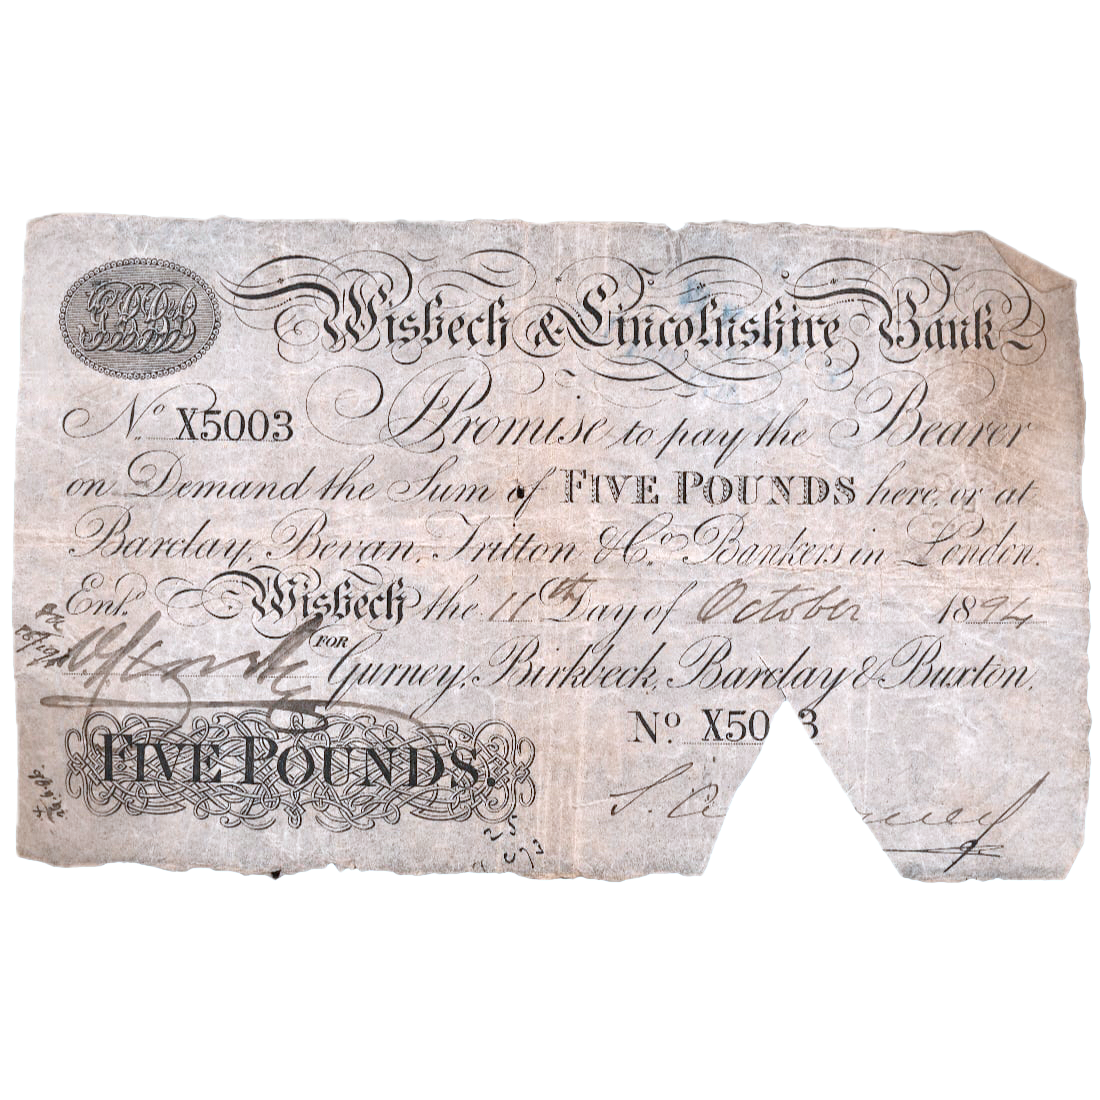 Wisbech & Lincolnshire Bank
No. X5003 I Promise to pay the Bearer
on Demand the Sum of FIVE POUNDS here, or at
Barclay, Bevan, Tritton, & Co. Bankers in London.
Ent. Wisbech the 11th Day of October 1894
FOR
Gurney, Birkbeck, Barclay & Buxton.
No X5003
FIVE POUNDS.